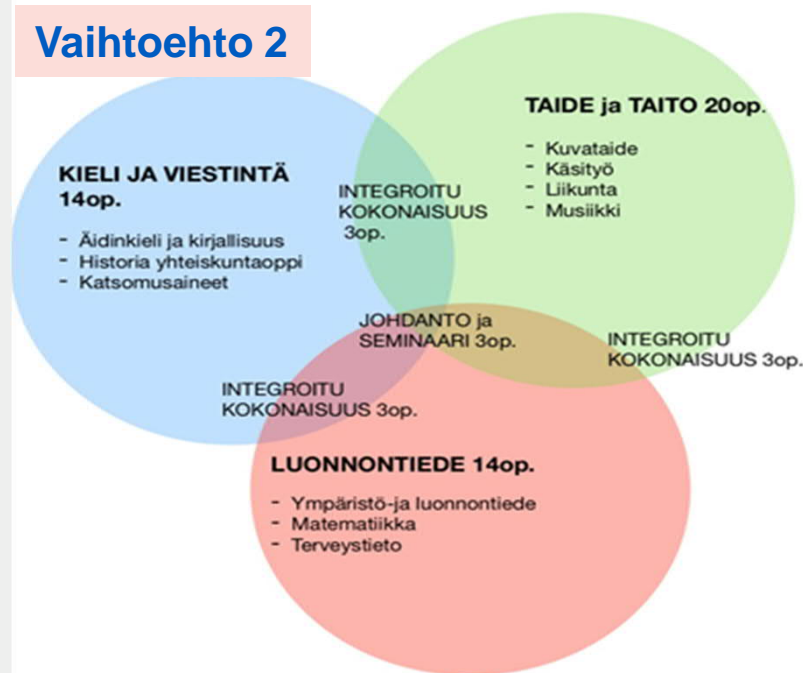 Vaihtoehto 2
KIELI JA VIESTINTÄ
14op.
- Äidinkieli ja kirjallisuus
- Historia yhteiskuntaoppi
- Katsomusaineet
INTEGROITU
KOKONAISUUS
3op.
TAIDE ja TAITO 20op.
- Kuvataide
- Käsityö
- Liikunta
- Musiikki
JOHDANTO ja
SEMINAARI 3op.
INTEGROITU
KOKONAISUUS 3op.
INTEGROITU
KOKONAISUUS 3op.
LUONNONTIEDE 14op.
- Ympäristö-ja luonnontiede
- Matematiikka
- Terveystieto